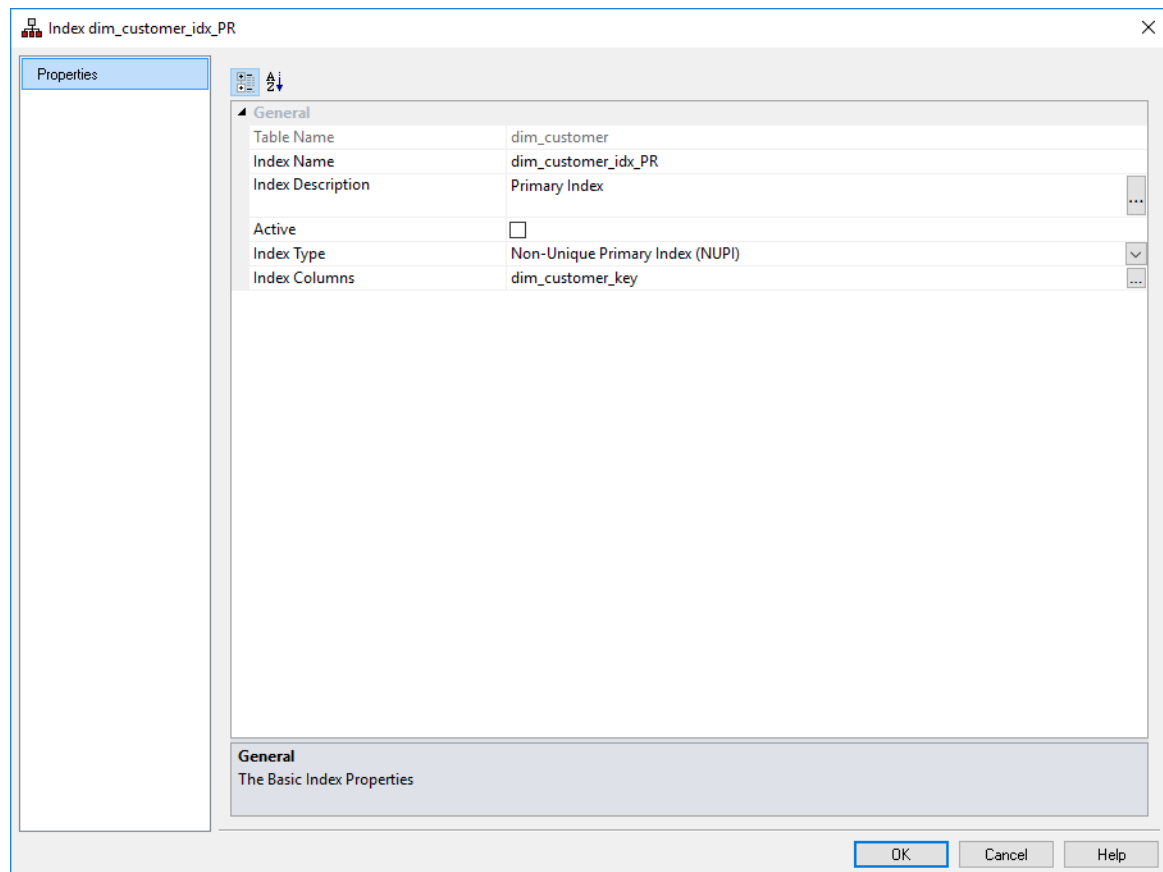 Index dim_customer_idx_PR
Properties
General
Table Name dim_customer
Index Name dim_customer_idx_PR
Index Description Primary Index
...
Active
Index Type Non-Unique Primary Index (NUPI)
Index Columns dim_customer_key ...
General
The Basic Index Properties
OK Cancel Help